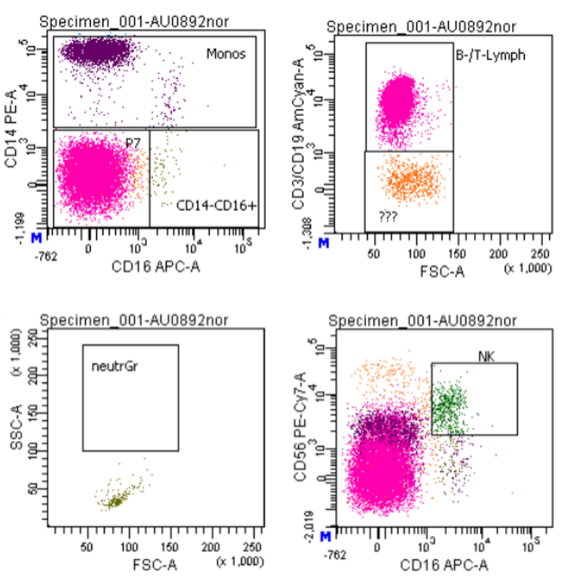 Specimen_001-AU0892nor
CD14 PE-A
10^5
10^4
10^3
0
-1,199
Monos
P7
CD14-CD16+
M
-762
0
10^3
10^4
10^5
CD16 APC-A
Specimen_001-AU0892nor
CD3/CD19 AmCyan-A
10^5
10^4
10^3
0
-1,308
B-/T-Lymph
???
M
50 100 150 200 250
FSC-A
(x 1,000)
Specimen_001-AU0892nor
SSC-A
(x 1,000)
250
200
150
100
50
neutrGr
50 100 150 200 250
FSC-A
(x 1,000)
Specimen_001-AU0892nor
CD56 PE-Cy7-A
10^5
10^4
10^3
0
-2,019
NK
M
-762
0
10^3
10^4
10^5
CD16 APC-A